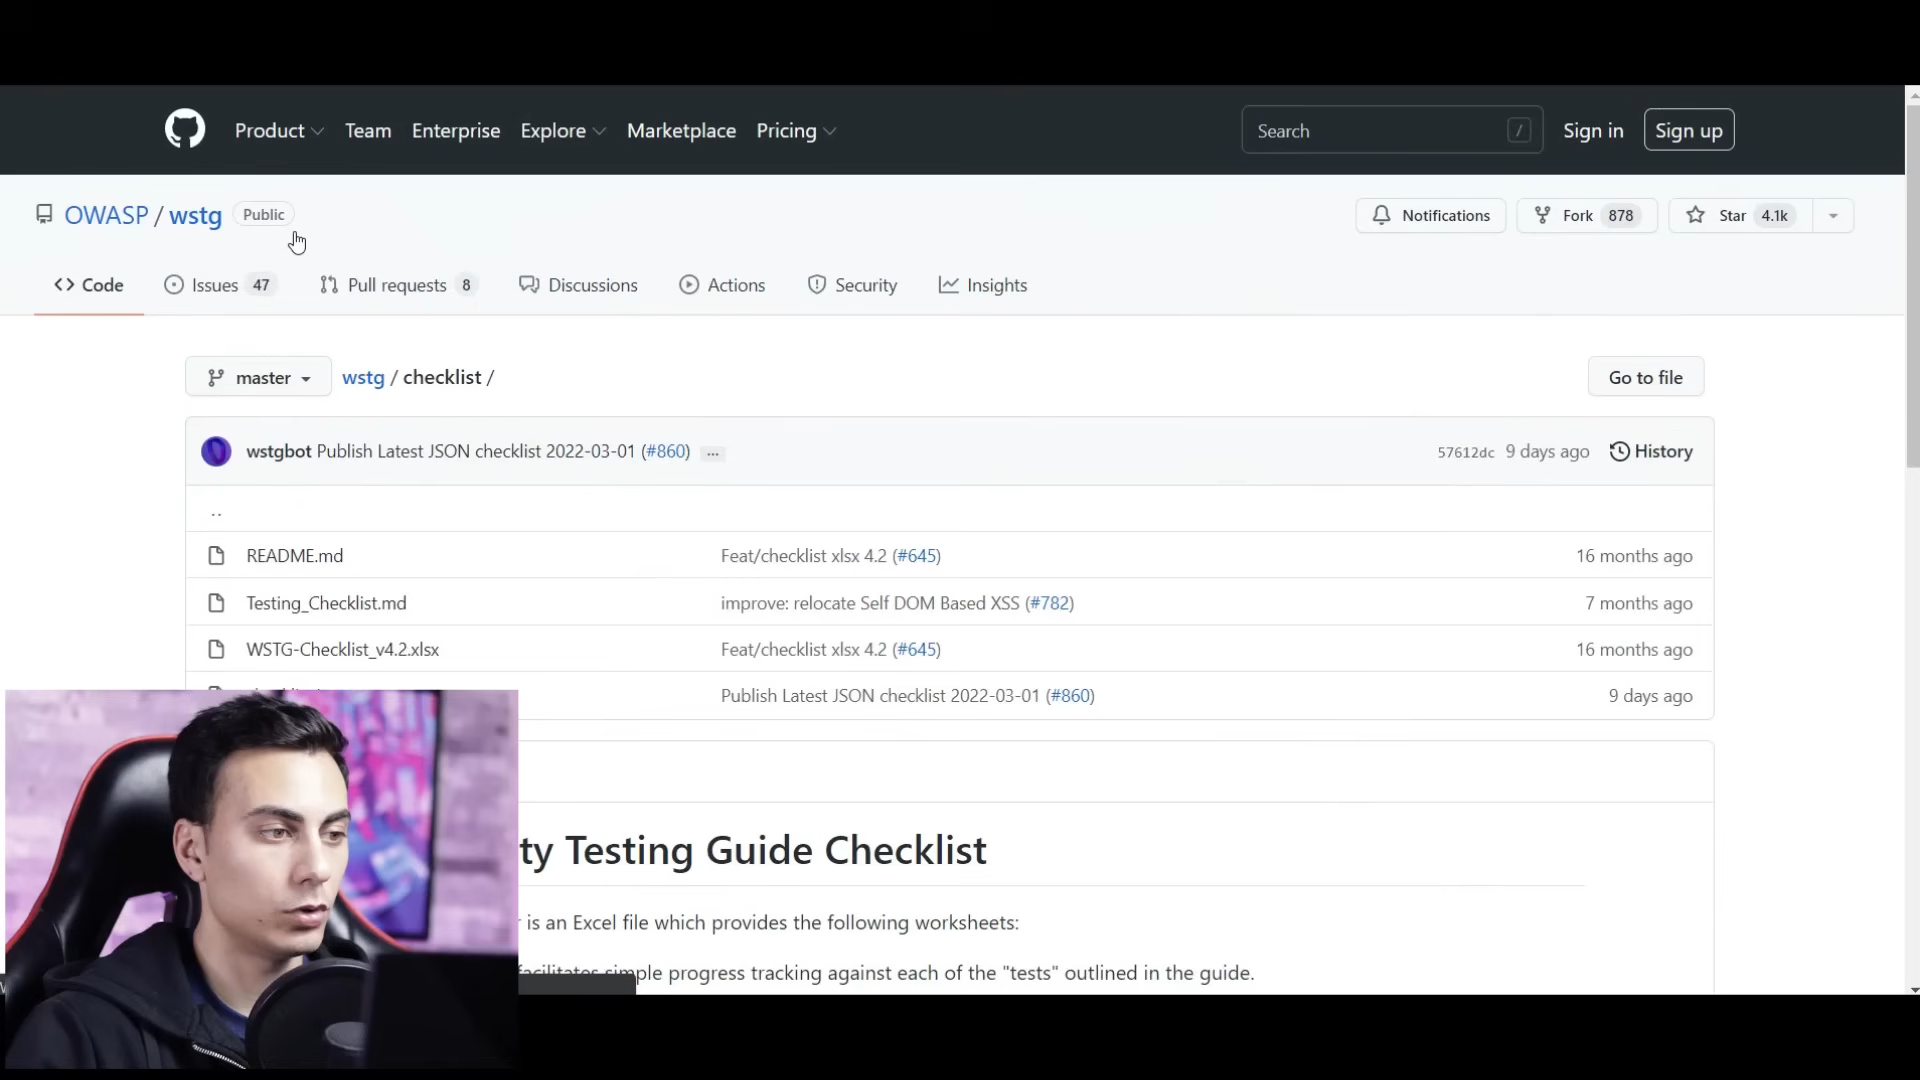 Product Team Enterprise Explore Marketplace Pricing Search / Sign in Sign up
OWASP / wstg Public Notifications Fork 878 Star 4.1k
Code Issues 47 Pull requests 8 Discussions Actions Security Insights
master wstg / checklist / Go to file
wstgbot Publish Latest JSON checklist 2022-03-01 (#860) ... 57612dc 9 days ago History
..
README.md Feat/checklist xlsx 4.2 (#645) 16 months ago
Testing_Checklist.md improve: relocate Self DOM Based XSS (#782) 7 months ago
WSTG-Checklist_v4.2.xlsx Feat/checklist xlsx 4.2 (#645) 16 months ago
Publish Latest JSON checklist 2022-03-01 (#860) 9 days ago
ty Testing Guide Checklist
r is an Excel file which provides the following worksheets:
facilitates simple progress tracking against each of the "tests" outlined in the guide.